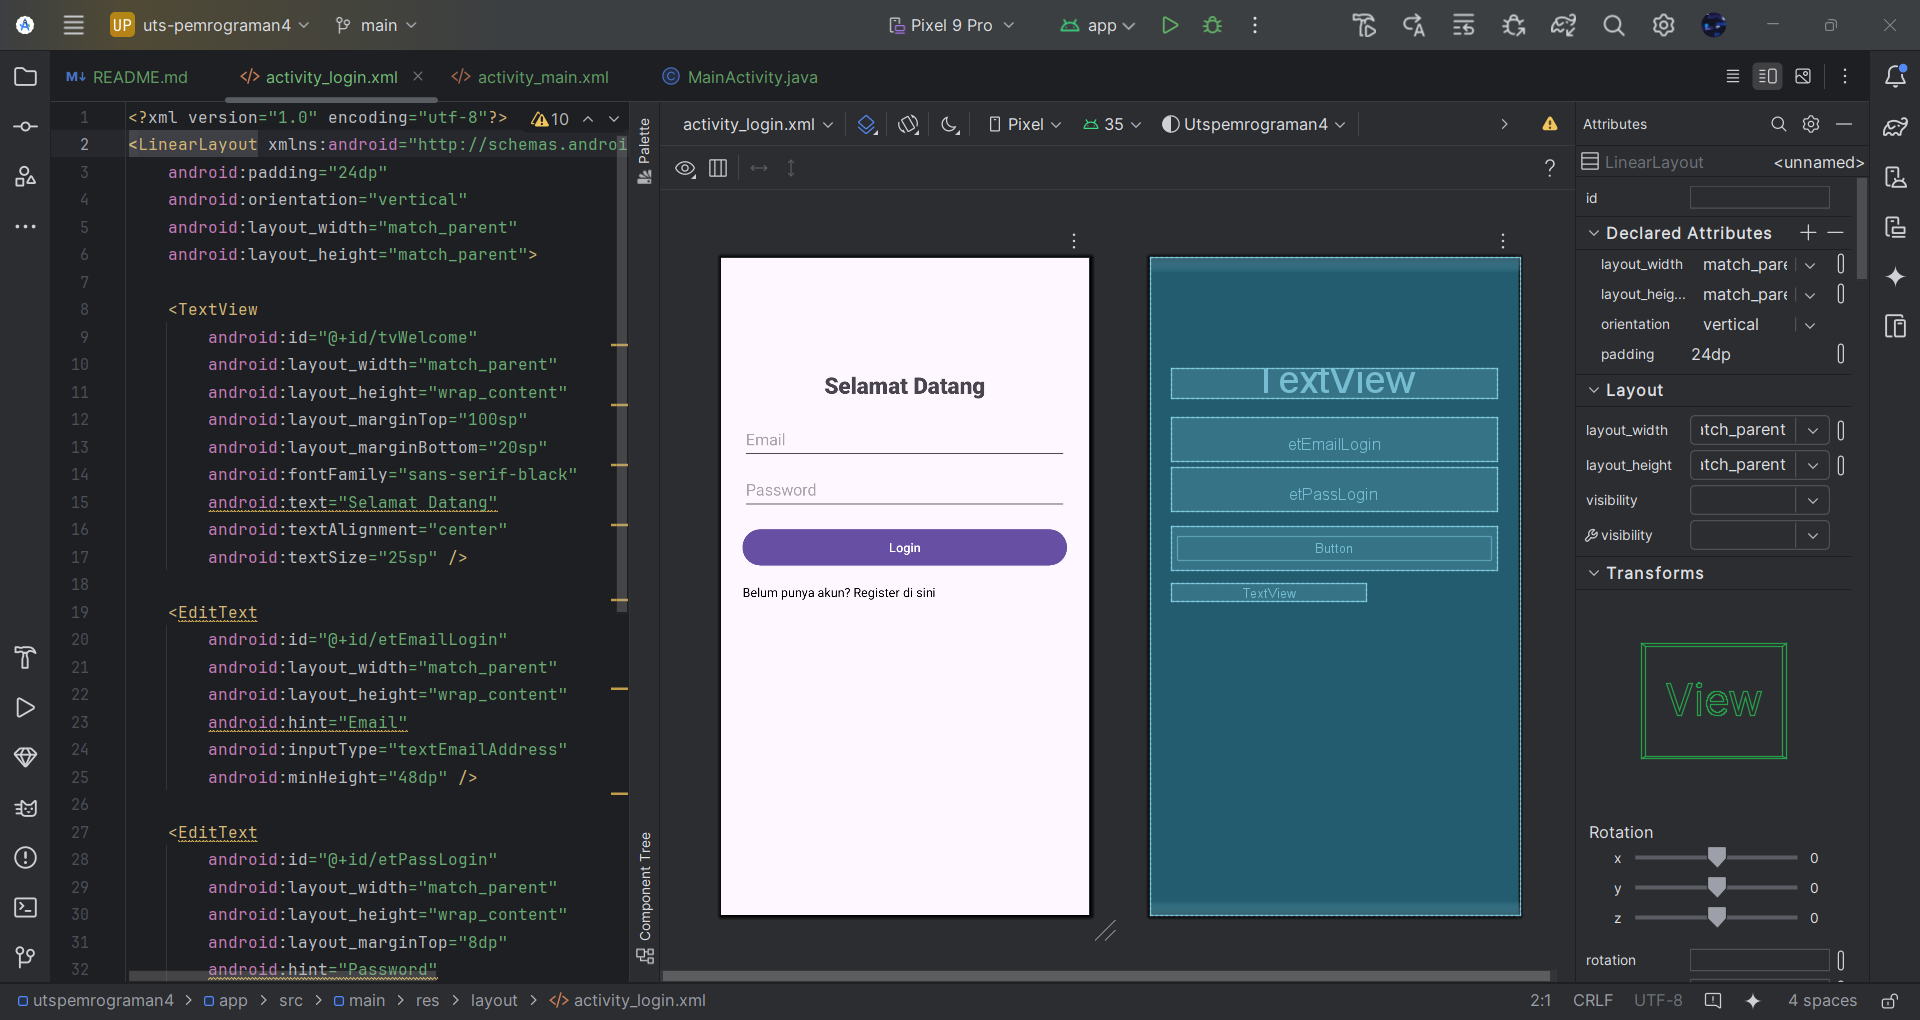 UP uts-pemrograman4 main Pixel 9 Pro app
README.md activity_login.xml activity_main.xml MainActivity.java
1 <?xml version="1.0" encoding="utf-8"?> 10
2 <LinearLayout xmlns:android="http://schemas.androi
3 android:padding="24dp"
4 android:orientation="vertical"
5 android:layout_width="match_parent"
6 android:layout_height="match_parent">
7
8 <TextView
9 android:id="@+id/tvWelcome"
10 android:layout_width="match_parent"
11 android:layout_height="wrap_content"
12 android:layout_marginTop="100sp"
13 android:layout_marginBottom="20sp"
14 android:fontFamily="sans-serif-black"
15 android:text="Selamat Datang"
16 android:textAlignment="center"
17 android:textSize="25sp" />
18
19 <EditText
20 android:id="@+id/etEmailLogin"
21 android:layout_width="match_parent"
22 android:layout_height="wrap_content"
23 android:hint="Email"
24 android:inputType="textEmailAddress"
25 android:minHeight="48dp" />
26
27 <EditText
28 android:id="@+id/etPassLogin"
29 android:layout_width="match_parent"
30 android:layout_height="wrap_content"
31 android:layout_marginTop="8dp"
32 android:hint="Password"
Palette
Component Tree
activity_login.xml Pixel 35 Utspemrograman4
?
Selamat Datang
Email
Password
Login
Belum punya akun? Register di sini
TextView
etEmailLogin
etPassLogin
Button
TextView
Attributes
LinearLayout <unnamed>
id
Declared Attributes
layout_width match_pare
layout_heig... match_pare
orientation vertical
padding 24dp
Layout
layout_width atch_parent
layout_height atch_parent
visibility
visibility
Transforms
View
Rotation
x 0
y 0
z 0
rotation
utspemrograman4 > app > src > main > res > layout > activity_login.xml 2:1 CRLF UTF-8 4 spaces